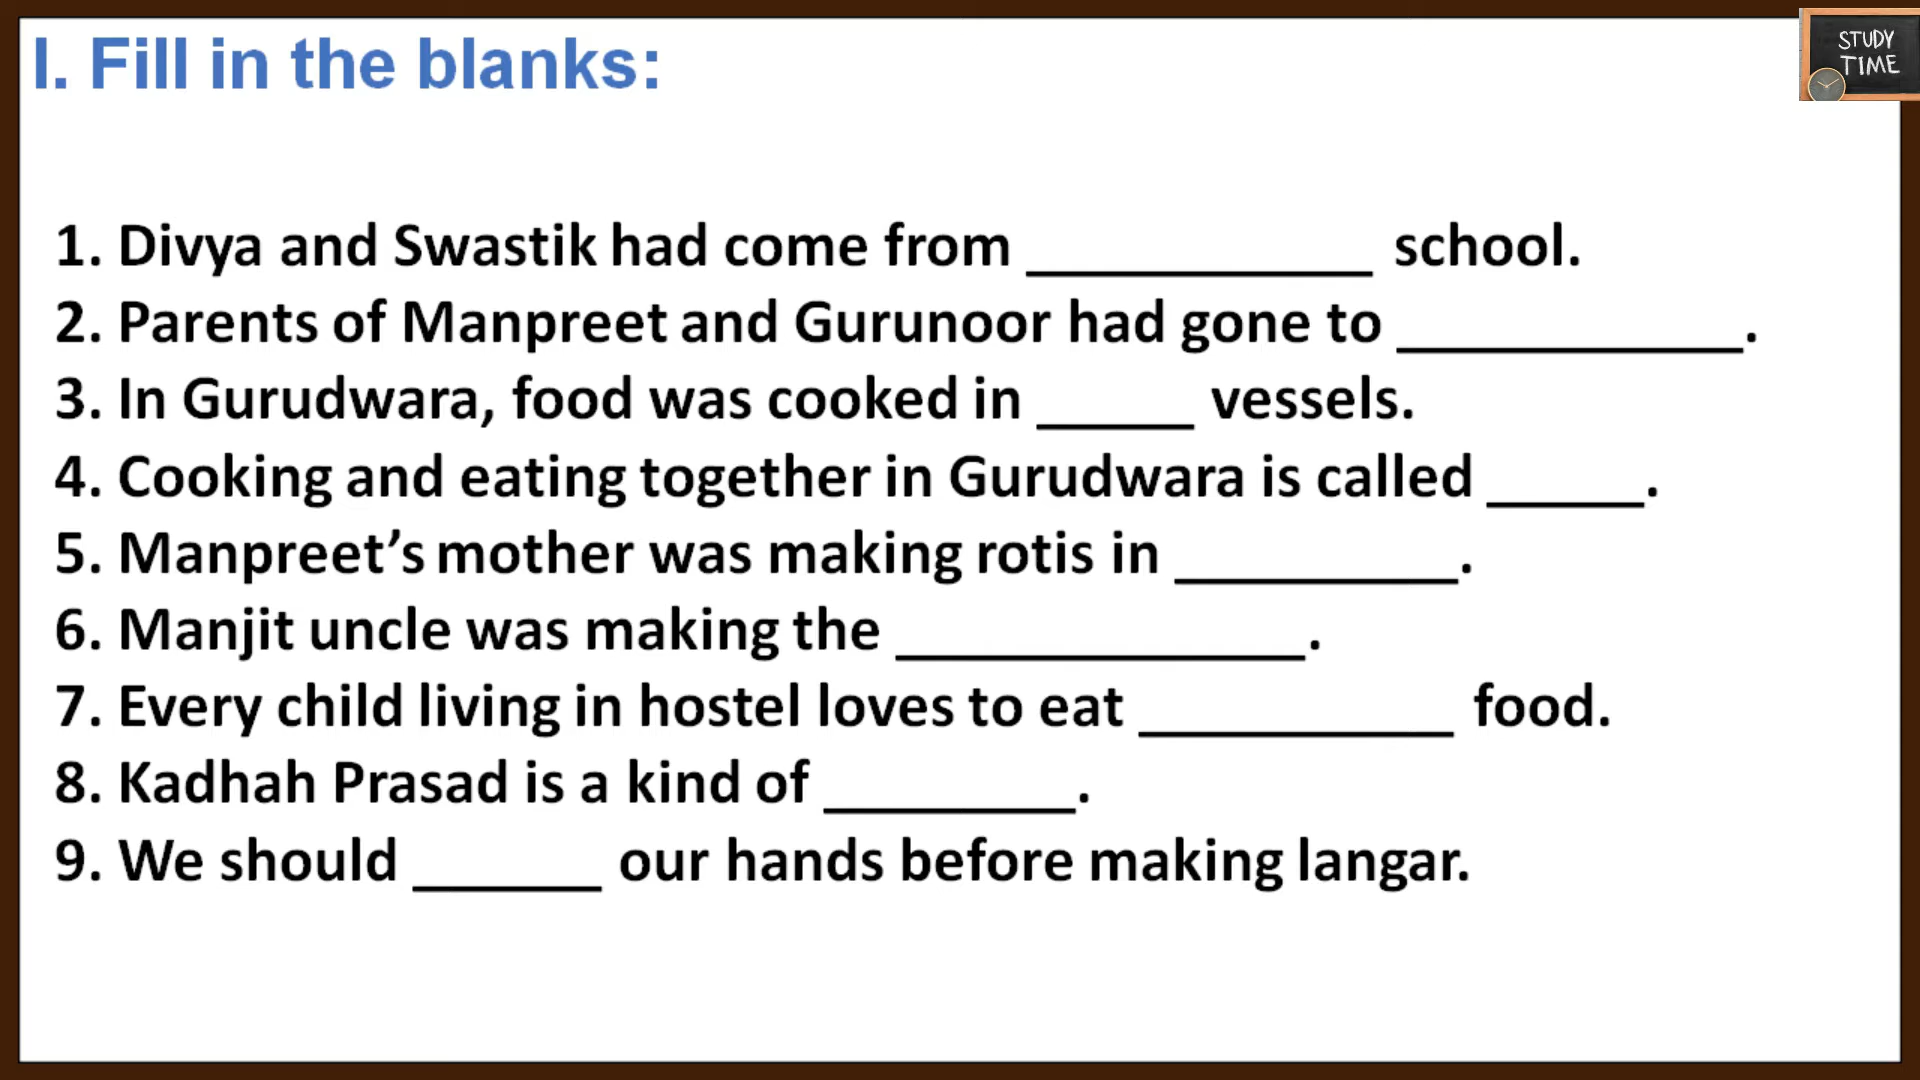 I. Fill in the blanks:
STUDY
TIME
1. Divya and Swastik had come from ___________ school.
2. Parents of Manpreet and Gurunoor had gone to ___________.
3. In Gurudwara, food was cooked in _____ vessels.
4. Cooking and eating together in Gurudwara is called _____.
5. Manpreet’s mother was making rotis in _________.
6. Manjit uncle was making the _____________.
7. Every child living in hostel loves to eat __________ food.
8. Kadhah Prasad is a kind of ________.
9. We should ______ our hands before making langar.